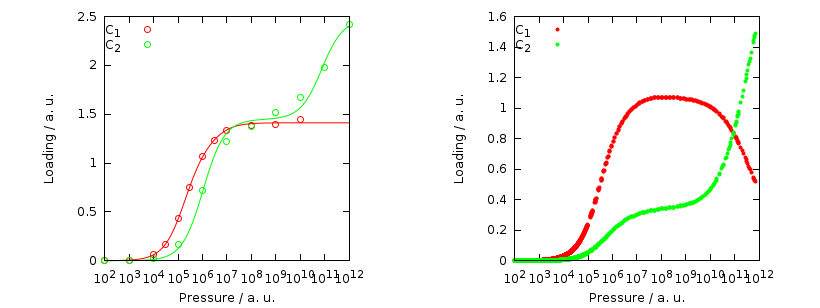 2.5
2
1.5
1
0.5
0
C1
C2
Loading / a. u.
10^2 10^3 10^4 10^5 10^6 10^7 10^8 10^9 10^10 10^11 10^12
Pressure / a. u.
1.6
1.4
1.2
1
0.8
0.6
0.4
0.2
0
C1
C2
Loading / a. u.
10^2 10^3 10^4 10^5 10^6 10^7 10^8 10^9 10^10 10^11 10^12
Pressure / a. u.